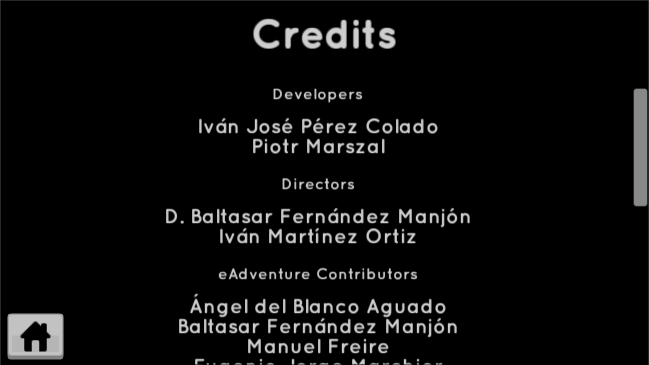 Credits
Developers
Iván José Pérez Colado
Piotr Marszal
Directors
D. Baltasar Fernández Manjón
Iván Martínez Ortiz
eAdventure Contributors
Ángel del Blanco Aguado
Baltasar Fernández Manjón
Manuel Freire